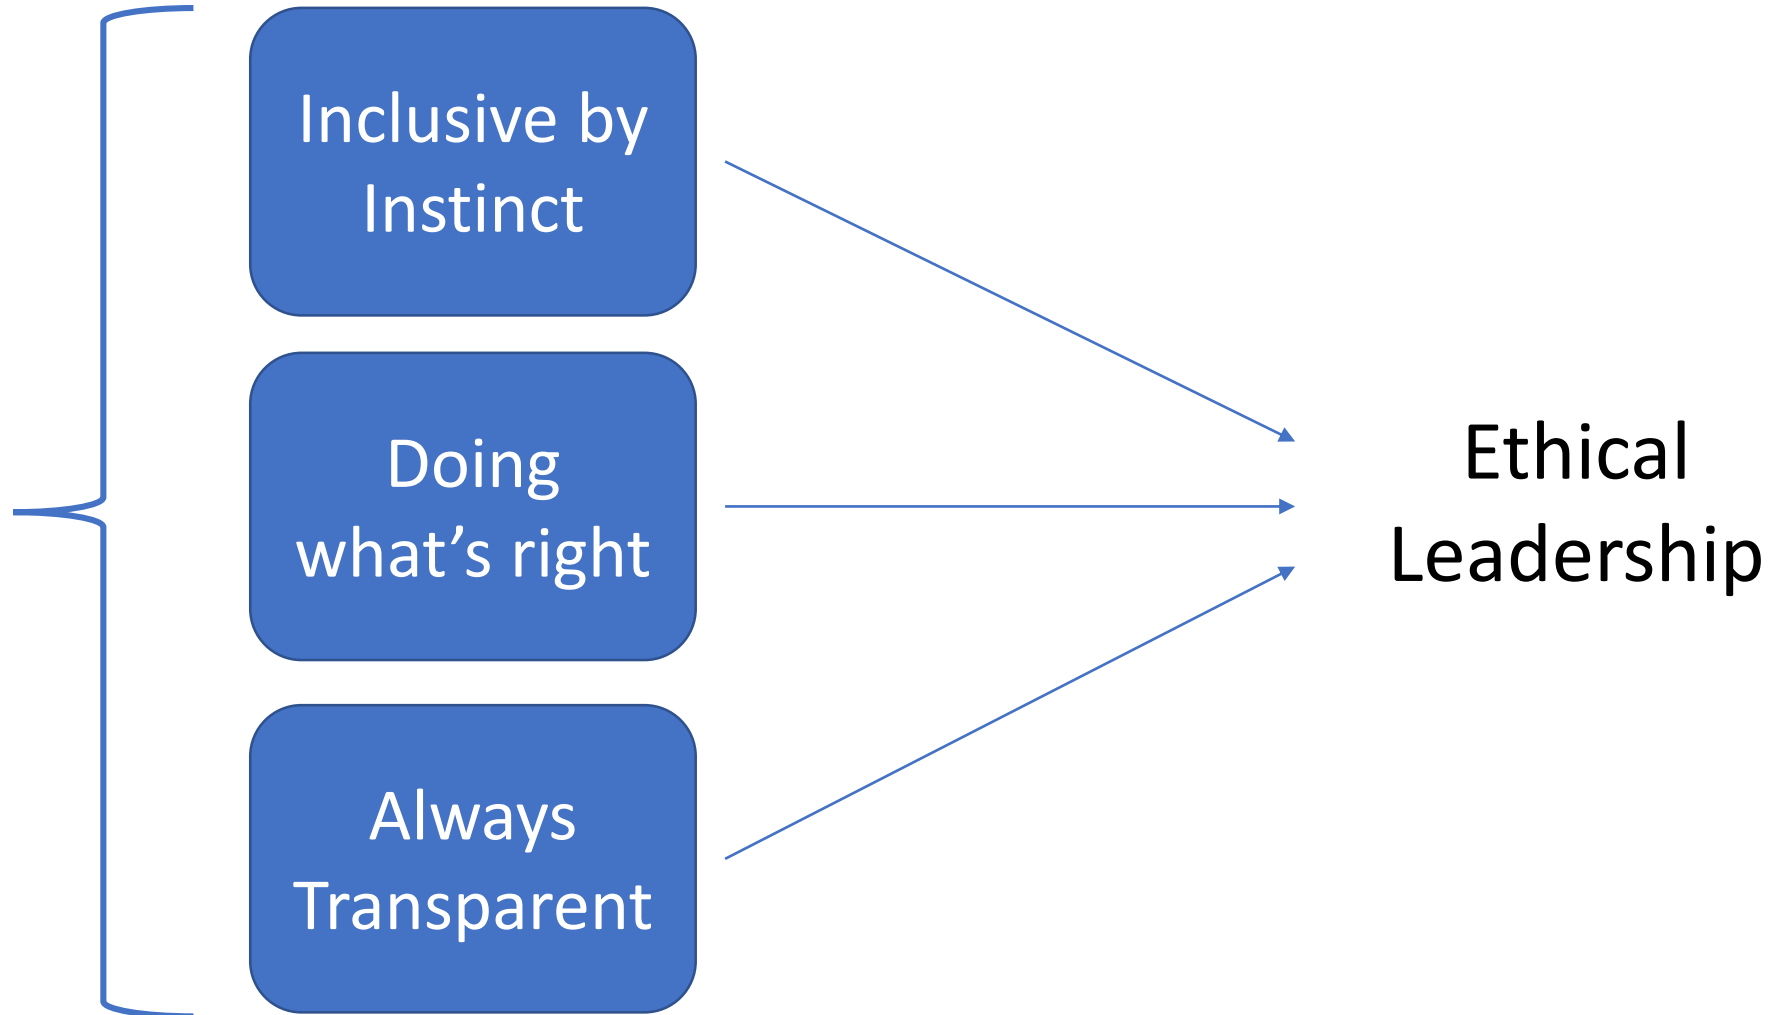 Inclusive by
Instinct
Doing
what’s right
Always
Transparent
Ethical
Leadership